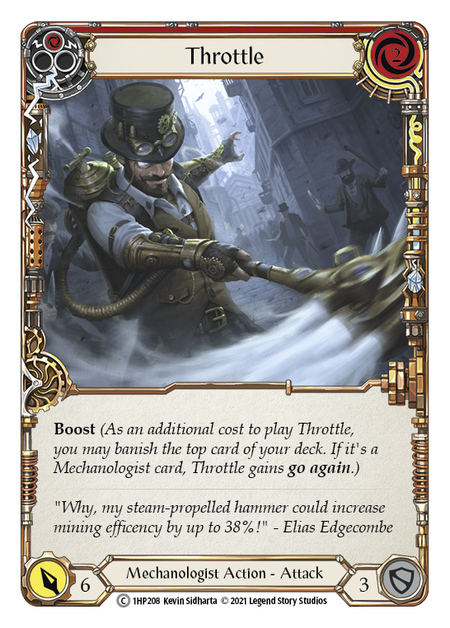 Throttle
2
Boost (As an additional cost to play Throttle,
you may banish the top card of your deck. If it's a
Mechanologist card, Throttle gains go again.)
"Why, my steam-propelled hammer could increase
mining efficency by up to 38%!" - Elias Edgecombe
6
Mechanologist Action - Attack
3
C 1HP208 Kevin Sidharta © 2021 Legend Story Studios